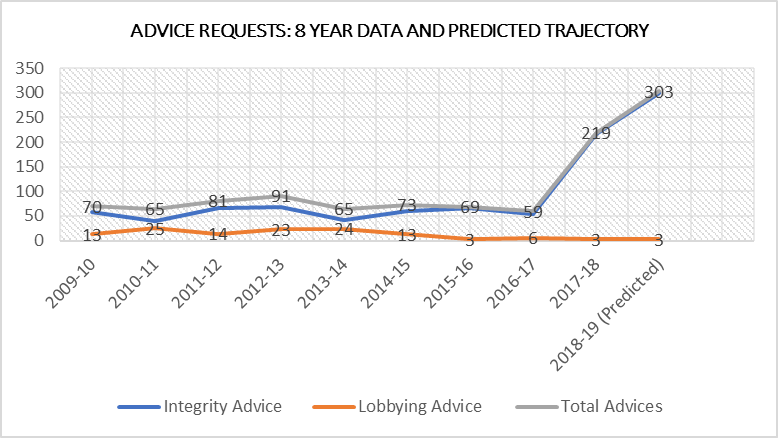 ADVICE REQUESTS: 8 YEAR DATA AND PREDICTED TRAJECTORY
350
300
250
200
150
100
50
0
70 65 81 91 65 73 69 59 219 303
13 25 14 23 24 13 3 6 3 3
2009-10 2010-11 2011-12 2012-13 2013-14 2014-15 2015-16 2016-17 2017-18 2018-19 (Predicted)
Integrity Advice Lobbying Advice Total Advices